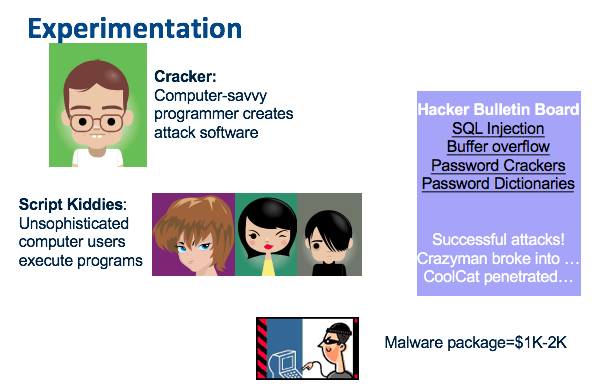 Experimentation
Cracker:
Computer-savvy
programmer creates
attack software
Hacker Bulletin Board
SQL Injection
Buffer overflow
Password Crackers
Password Dictionaries
Successful attacks!
Crazyman broke into …
CoolCat penetrated…
Script Kiddies:
Unsophisticated
computer users
execute programs
Malware package=$1K-2K